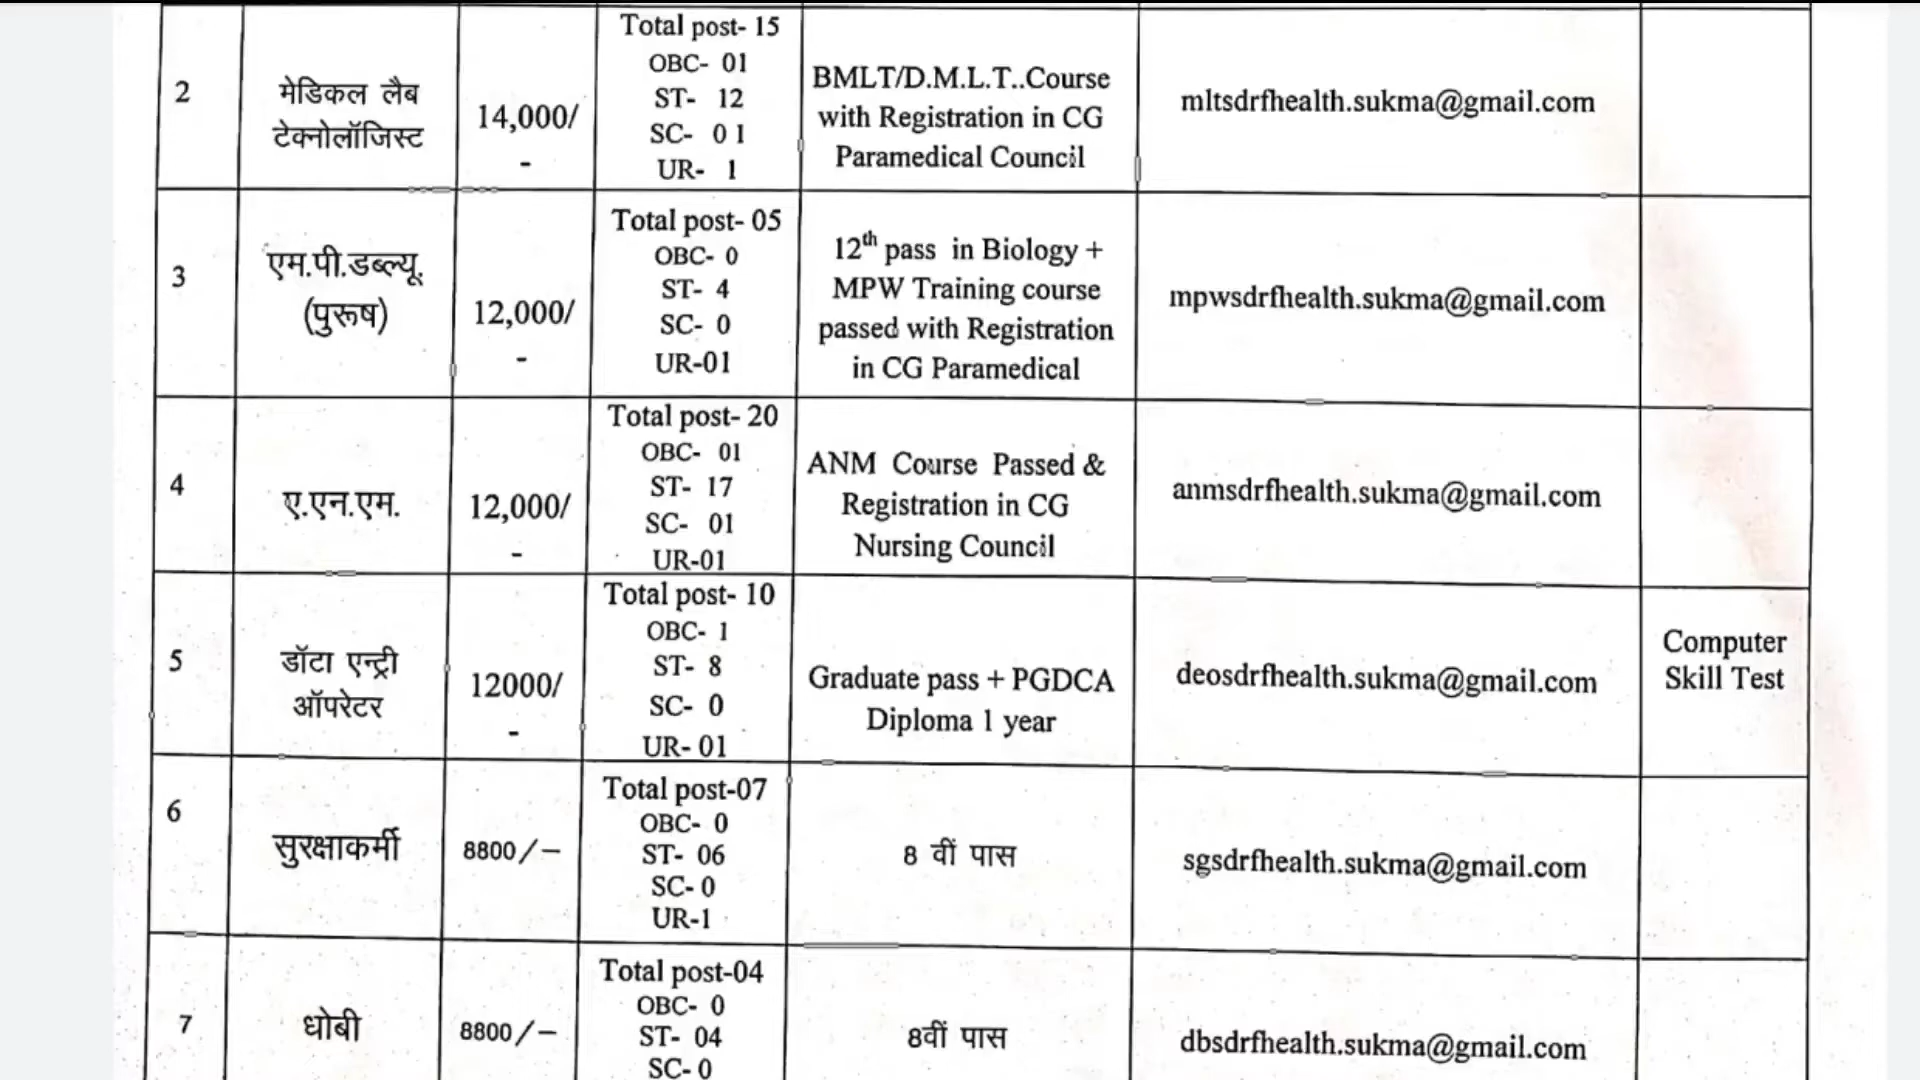 2
मेडिकल लैब
टेक्नोलॉजिस्ट
14,000/
-
Total post- 15
OBC- 01
ST- 12
SC- 0 1
UR- 1
BMLT/D.M.L.T..Course
with Registration in CG
Paramedical Council
mltsdrfhealth.sukma@gmail.com
3
एम.पी.डब्ल्यू.
(पुरूष)
12,000/
-
Total post- 05
OBC- 0
ST- 4
SC- 0
UR-01
12th pass in Biology +
MPW Training course
passed with Registration
in CG Paramedical
mpwsdrfhealth.sukma@gmail.com
4
ए.एन.एम.
12,000/
-
Total post- 20
OBC- 01
ST- 17
SC- 01
UR-01
ANM Course Passed &
Registration in CG
Nursing Council
anmsdrfhealth.sukma@gmail.com
5
डॉटा एन्ट्री
ऑपरेटर
12000/
-
Total post- 10
OBC- 1
ST- 8
SC- 0
UR- 01
Graduate pass + PGDCA
Diploma 1 year
deosdrfhealth.sukma@gmail.com
Computer
Skill Test
6
सुरक्षाकर्मी
8800/-
Total post-07
OBC- 0
ST- 06
SC- 0
UR-1
8 वीं पास
sgsdrfhealth.sukma@gmail.com
7
धोबी
8800/-
Total post-04
OBC- 0
ST- 04
SC- 0
8वीं पास
dbsdrfhealth.sukma@gmail.com